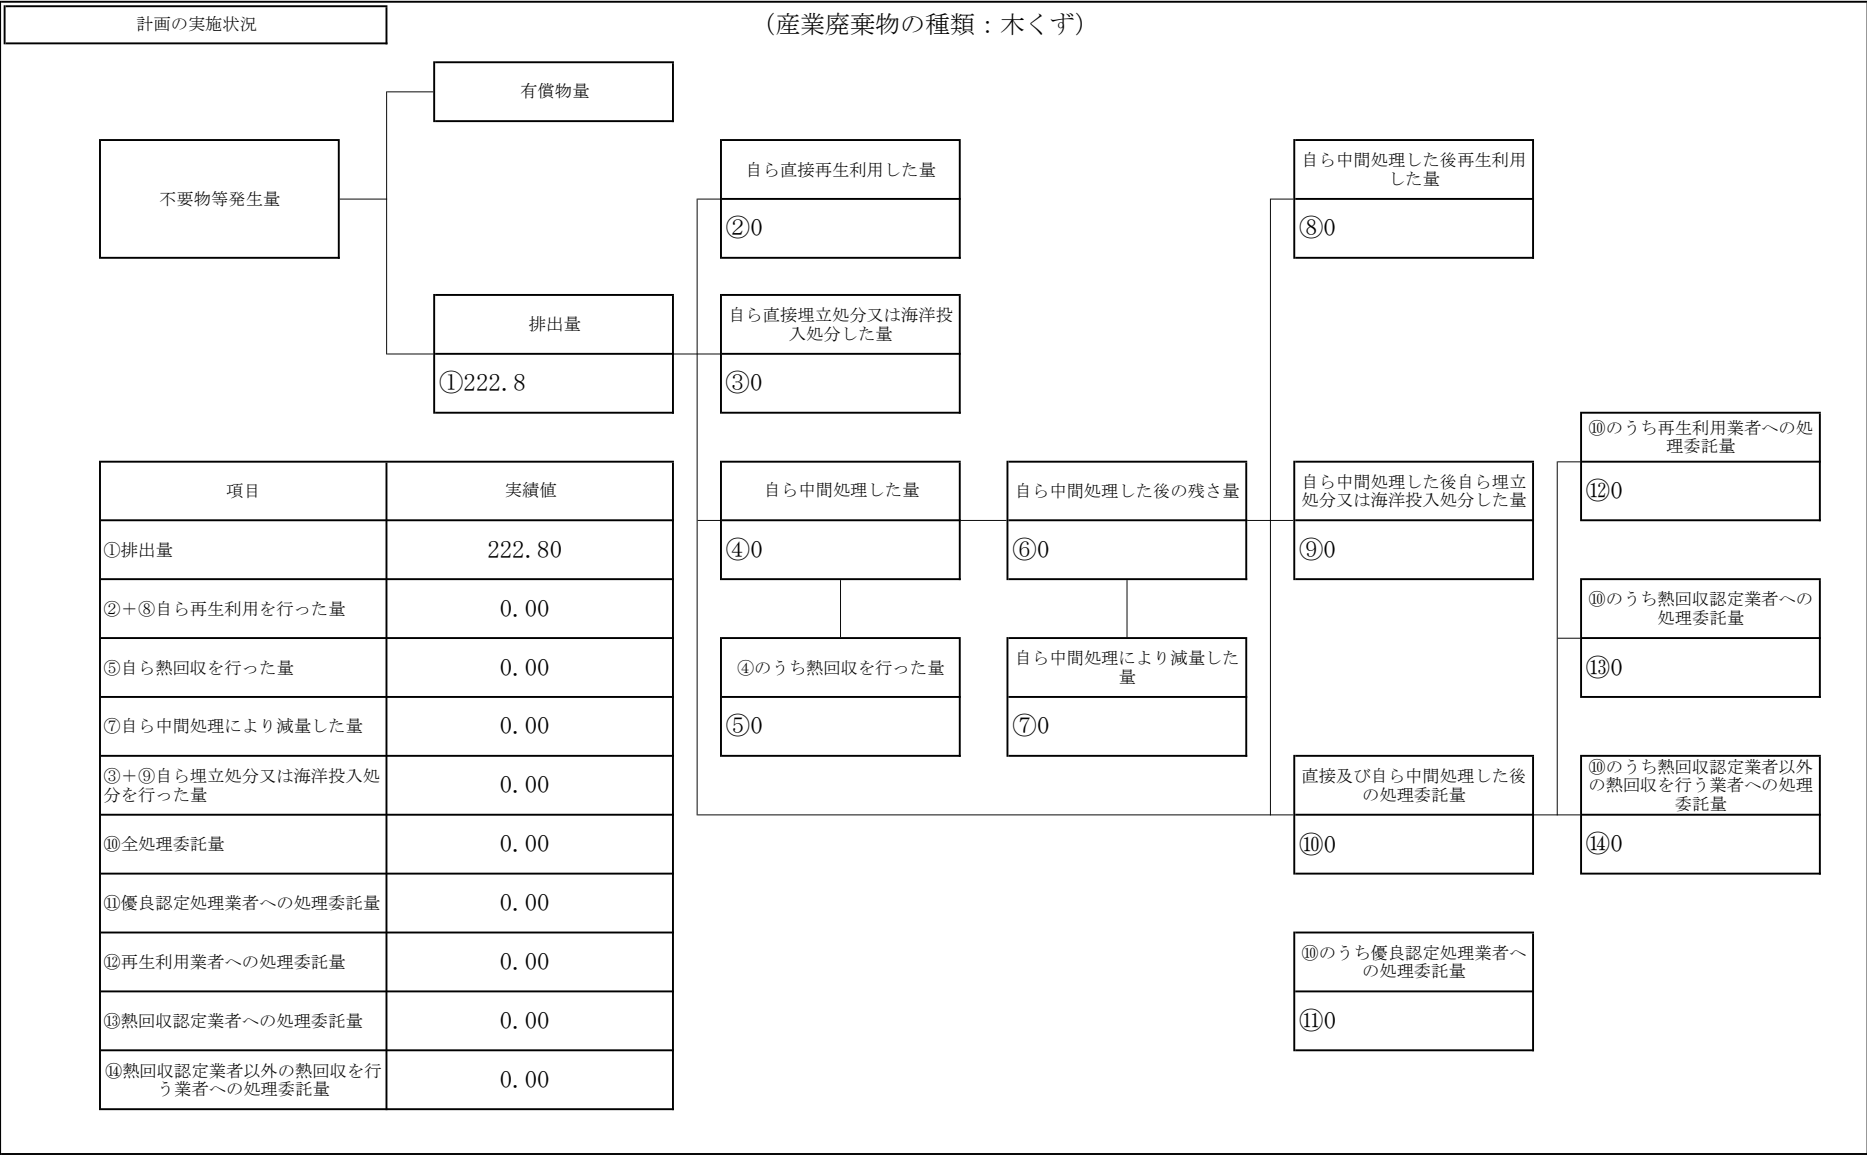 計画の実施状況
（産業廃棄物の種類：木くず）
有償物量
不要物等発生量
自ら直接再生利用した量
②0
自ら中間処理した後再生利用
した量
⑧0
排出量
①222.8
自ら直接埋立処分又は海洋投
入処分した量
③0
⑩のうち再生利用業者への処
理委託量
⑫0
自ら中間処理した量
④0
自ら中間処理した後の残さ量
⑥0
自ら中間処理した後自ら埋立
処分又は海洋投入処分した量
⑨0
⑩のうち熱回収認定業者への
処理委託量
⑬0
④のうち熱回収を行った量
⑤0
自ら中間処理により減量した
量
⑦0
直接及び自ら中間処理した後
の処理委託量
⑩0
⑩のうち熱回収認定業者以外
の熱回収を行う業者への処理
委託量
⑭0
⑩のうち優良認定処理業者へ
の処理委託量
⑪0
項目 実績値
①排出量 222.80
②＋⑧自ら再生利用を行った量 0.00
⑤自ら熱回収を行った量 0.00
⑦自ら中間処理により減量した量 0.00
③＋⑨自ら埋立処分又は海洋投入処
分を行った量 0.00
⑩全処理委託量 0.00
⑪優良認定処理業者への処理委託量 0.00
⑫再生利用業者への処理委託量 0.00
⑬熱回収認定業者への処理委託量 0.00
⑭熱回収認定業者以外の熱回収を行
う業者への処理委託量 0.00